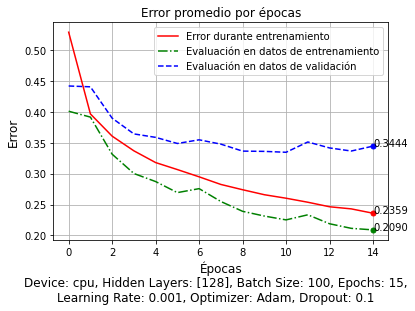 Error promedio por épocas
Error durante entrenamiento
Evaluación en datos de entrenamiento
Evaluación en datos de validación
Error
0.50
0.45
0.40
0.35
0.30
0.25
0.20
0.3444
0.2359
0.2090
0 2 4 6 8 10 12 14
Épocas
Device: cpu, Hidden Layers: [128], Batch Size: 100, Epochs: 15,
Learning Rate: 0.001, Optimizer: Adam, Dropout: 0.1